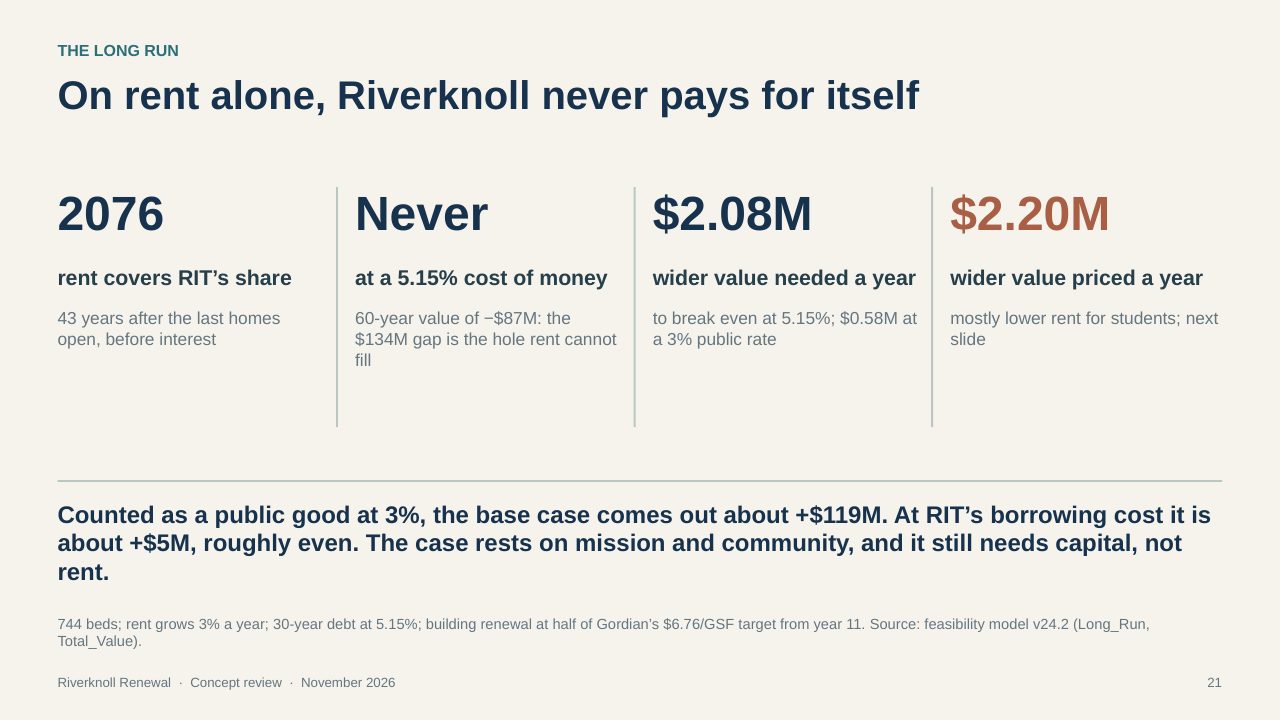 THE LONG RUN
On rent alone, Riverknoll never pays for itself
2076
rent covers RIT’s share
43 years after the last homes
open, before interest
Never
at a 5.15% cost of money
60-year value of −$87M: the
$134M gap is the hole rent cannot
fill
$2.08M
wider value needed a year
to break even at 5.15%; $0.58M at
a 3% public rate
$2.20M
wider value priced a year
mostly lower rent for students; next
slide
Counted as a public good at 3%, the base case comes out about +$119M. At RIT’s borrowing cost it is
about +$5M, roughly even. The case rests on mission and community, and it still needs capital, not
rent.
744 beds; rent grows 3% a year; 30-year debt at 5.15%; building renewal at half of Gordian’s $6.76/GSF target from year 11. Source: feasibility model v24.2 (Long_Run,
Total_Value).
Riverknoll Renewal · Concept review · November 2026
21